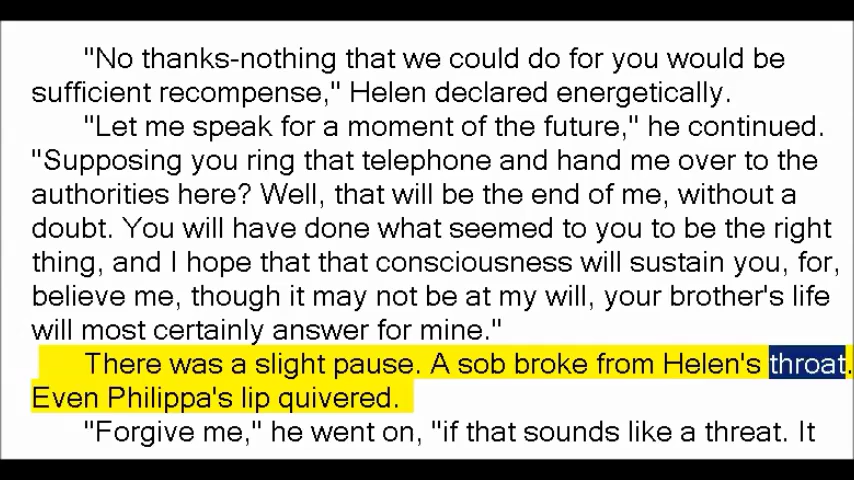 "No thanks-nothing that we could do for you would be
sufficient recompense," Helen declared energetically.
"Let me speak for a moment of the future," he continued.
"Supposing you ring that telephone and hand me over to the
authorities here? Well, that will be the end of me, without a
doubt. You will have done what seemed to you to be the right
thing, and I hope that that consciousness will sustain you, for,
believe me, though it may not be at my will, your brother's life
will most certainly answer for mine."
There was a slight pause. A sob broke from Helen's throat.
Even Philippa's lip quivered.
"Forgive me," he went on, "if that sounds like a threat. It